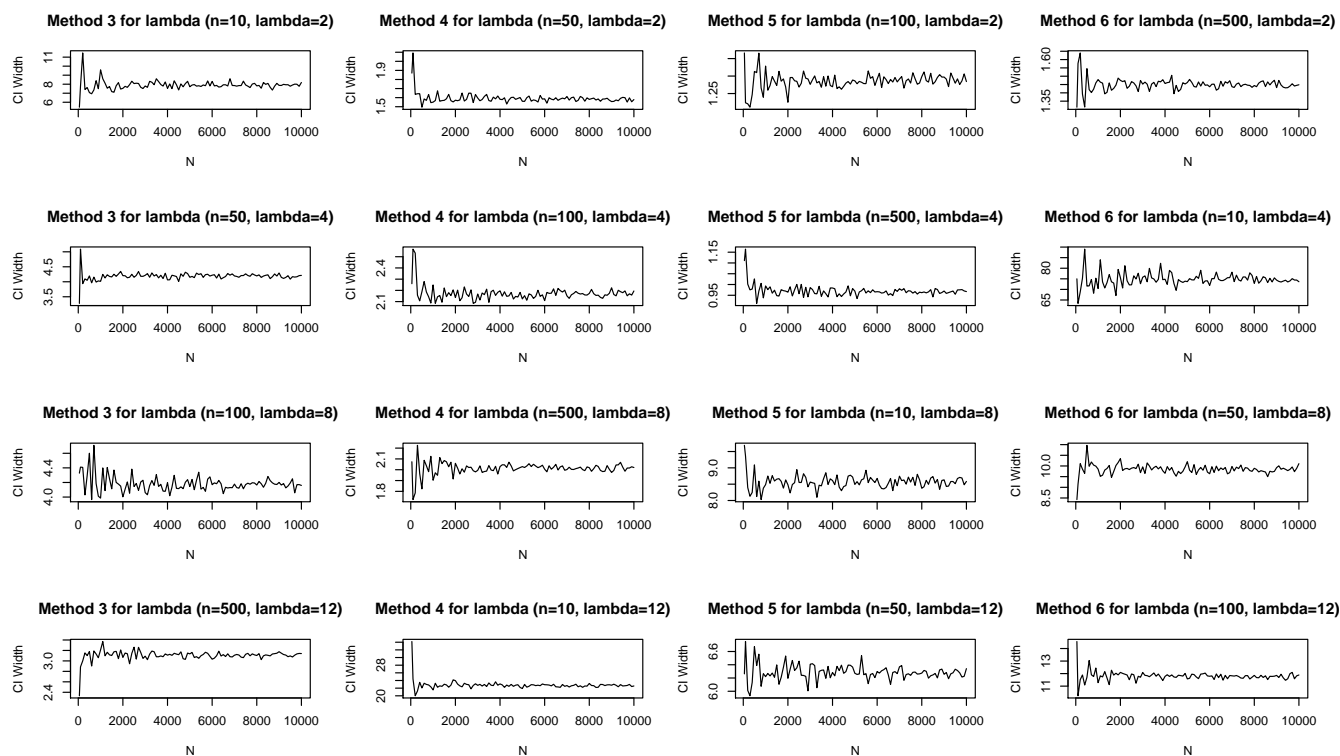 Method 3 for lambda (n=10, lambda=2)
CI Width
6 8 11
0 2000 4000 6000 8000 10000
N
Method 4 for lambda (n=50, lambda=2)
CI Width
1.5 1.9
0 2000 4000 6000 8000 10000
N
Method 5 for lambda (n=100, lambda=2)
CI Width
1.25
0 2000 4000 6000 8000 10000
N
Method 6 for lambda (n=500, lambda=2)
CI Width
1.35 1.60
0 2000 4000 6000 8000 10000
N
Method 3 for lambda (n=50, lambda=4)
CI Width
3.5 4.5
0 2000 4000 6000 8000 10000
N
Method 4 for lambda (n=100, lambda=4)
CI Width
2.1 2.4
0 2000 4000 6000 8000 10000
N
Method 5 for lambda (n=500, lambda=4)
CI Width
0.95 1.15
0 2000 4000 6000 8000 10000
N
Method 6 for lambda (n=10, lambda=4)
CI Width
65 80
0 2000 4000 6000 8000 10000
N
Method 3 for lambda (n=100, lambda=8)
CI Width
4.0 4.4
0 2000 4000 6000 8000 10000
N
Method 4 for lambda (n=500, lambda=8)
CI Width
1.8 2.1
0 2000 4000 6000 8000 10000
N
Method 5 for lambda (n=10, lambda=8)
CI Width
8.0 9.0
0 2000 4000 6000 8000 10000
N
Method 6 for lambda (n=50, lambda=8)
CI Width
8.5 10.0
0 2000 4000 6000 8000 10000
N
Method 3 for lambda (n=500, lambda=12)
CI Width
2.4 3.0
0 2000 4000 6000 8000 10000
N
Method 4 for lambda (n=10, lambda=12)
CI Width
20 28
0 2000 4000 6000 8000 10000
N
Method 5 for lambda (n=50, lambda=12)
CI Width
6.0 6.6
0 2000 4000 6000 8000 10000
N
Method 6 for lambda (n=100, lambda=12)
CI Width
11 13
0 2000 4000 6000 8000 10000
N